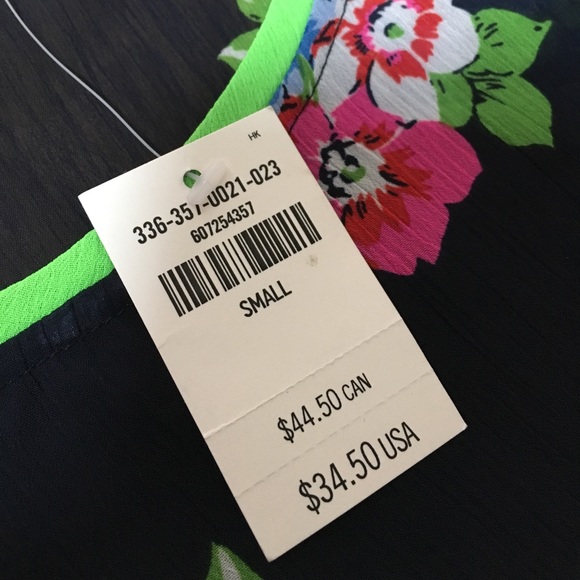 HK
336-357-0021-023
607254357
SMALL
$44.50 CAN
$34.50 USA